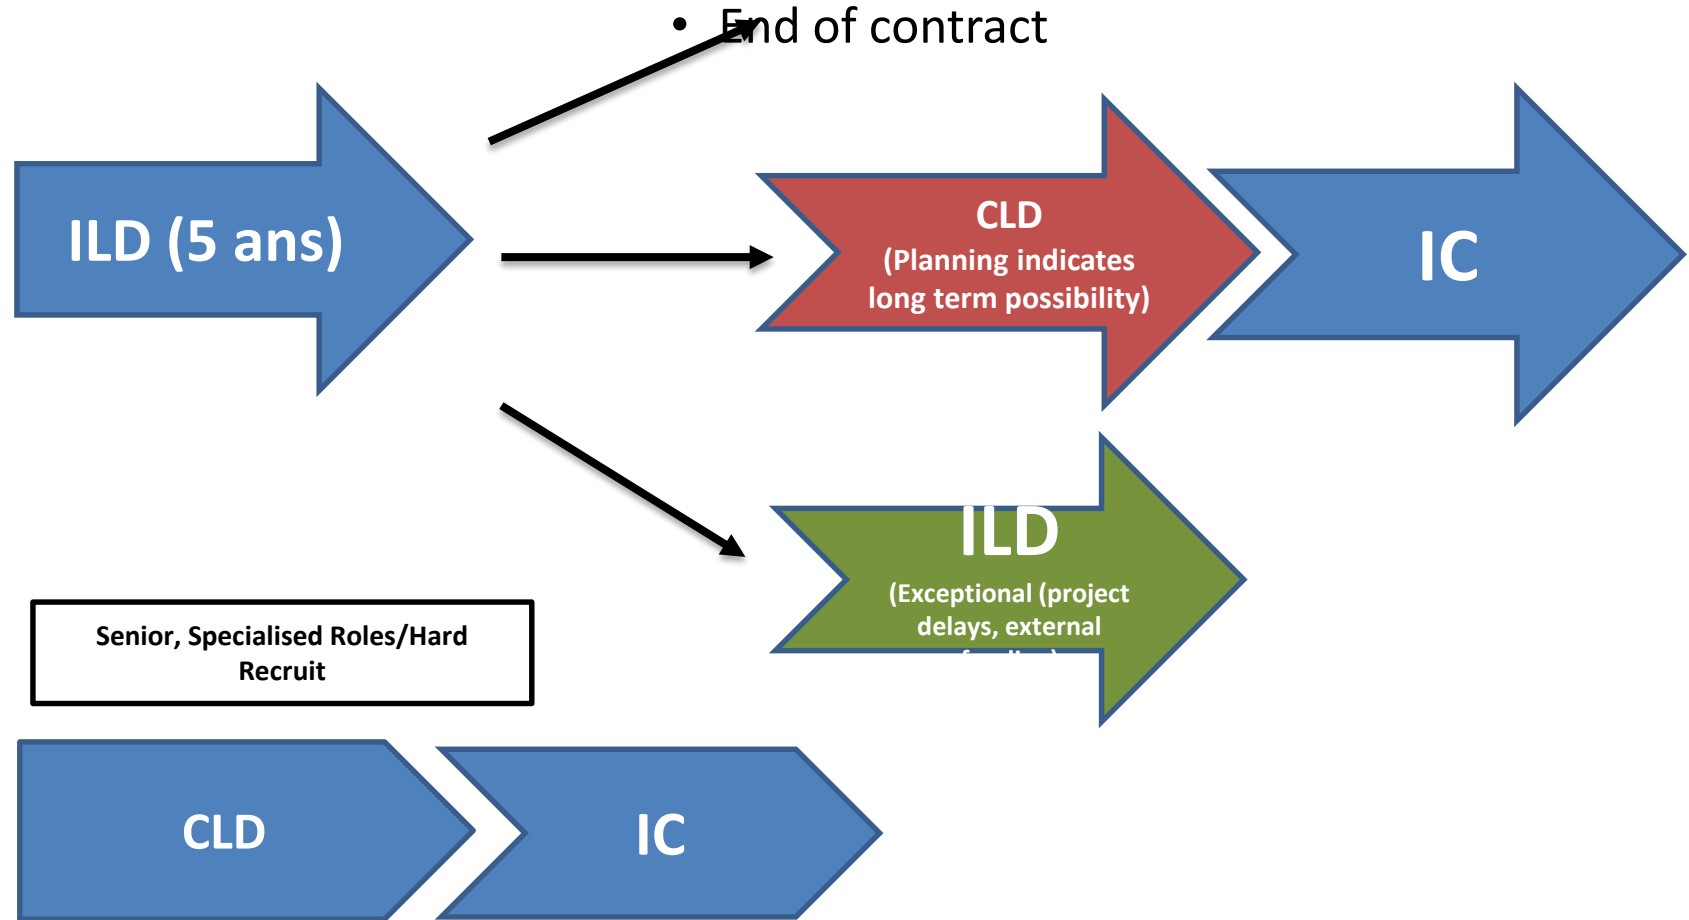 • End of contract
ILD (5 ans)
CLD
(Planning indicates
long term possibility)
IC
ILD
(Exceptional (project
delays, external
Senior, Specialised Roles/Hard
Recruit
CLD
IC